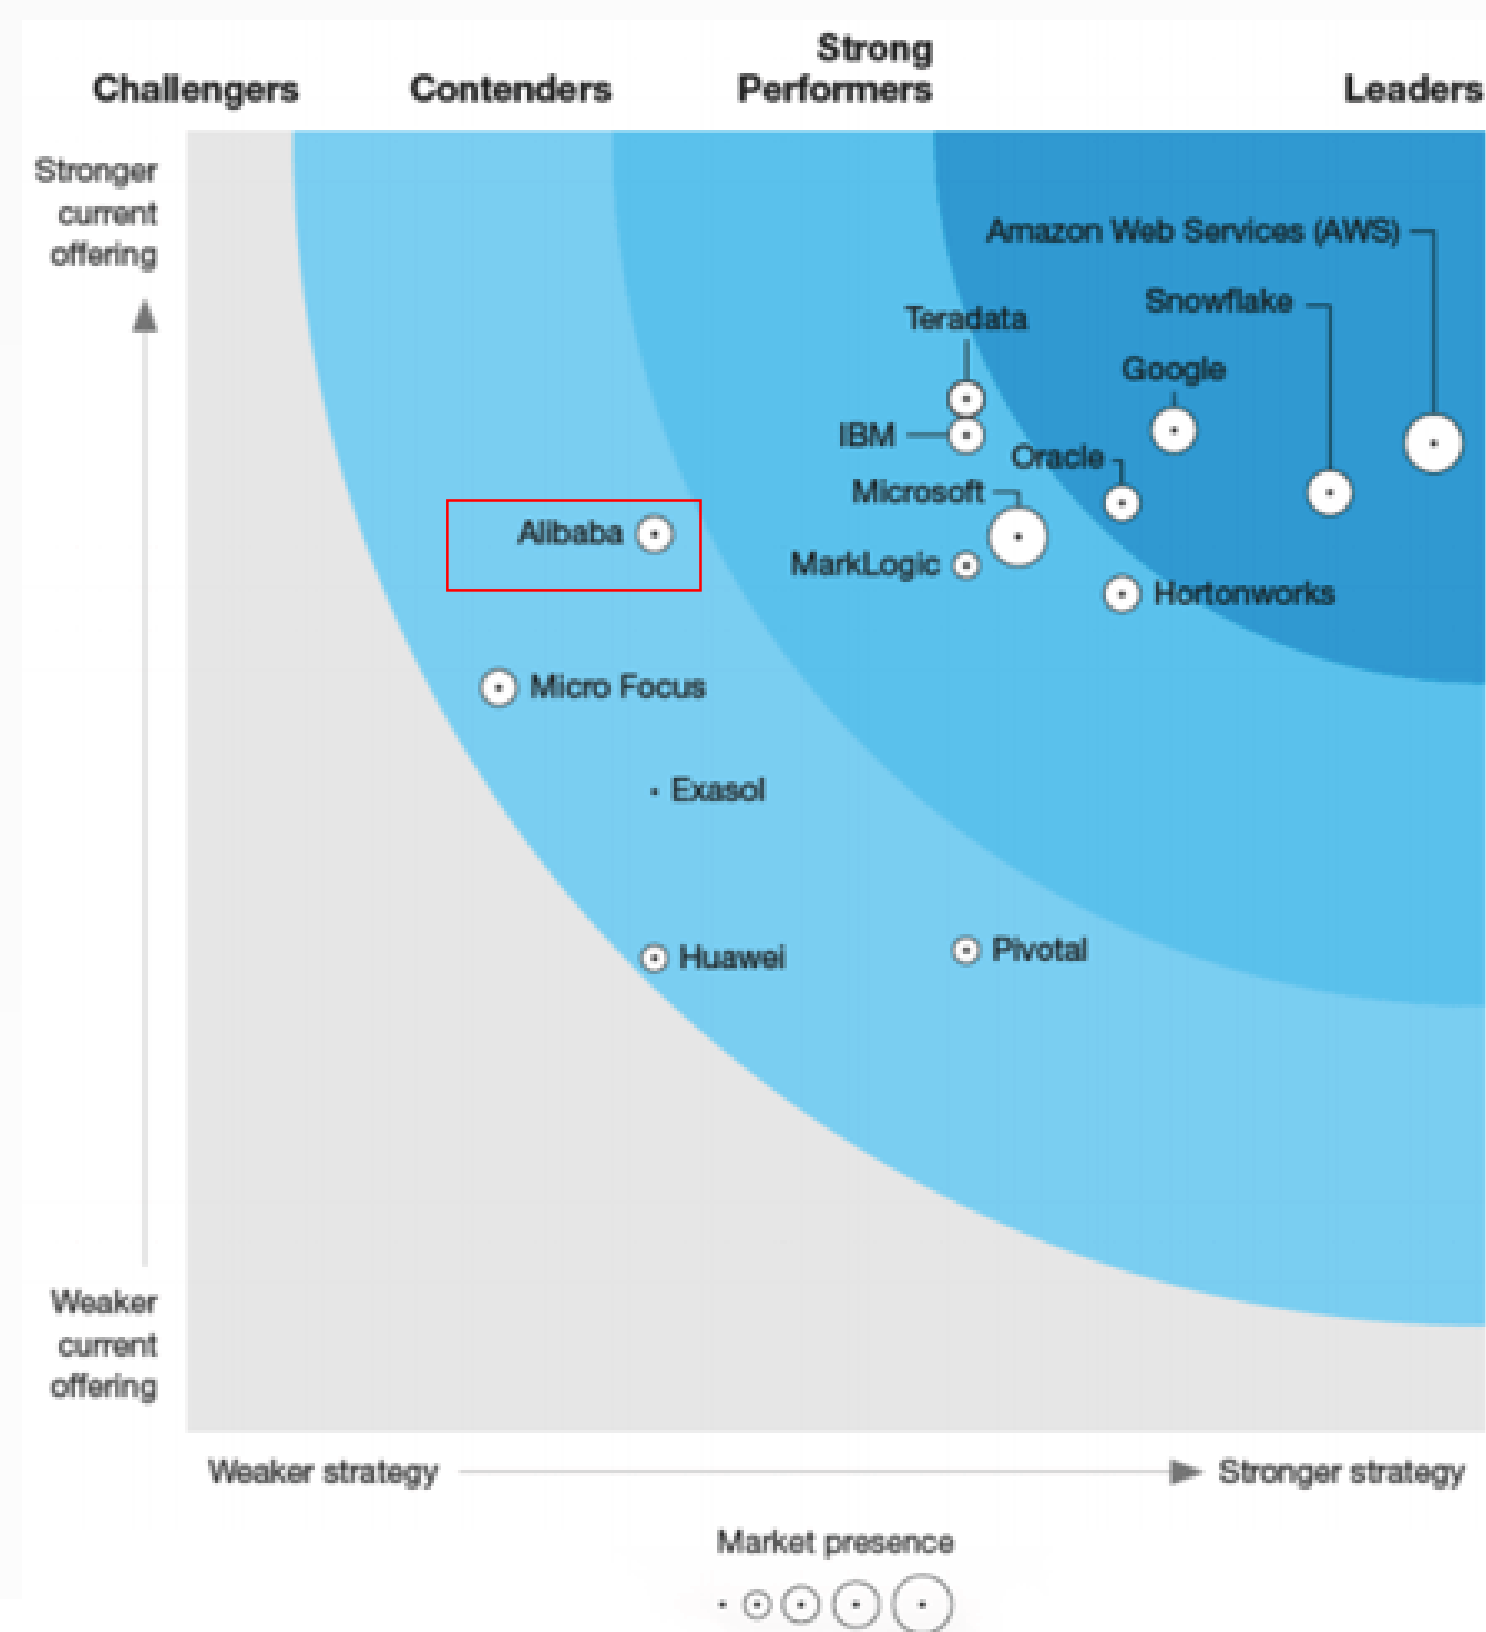 Strong
Challengers Contenders Performers Leaders
Stronger
current
offering
Amazon Web Services (AWS)
Snowflake
Teradata
Google
IBM
Oracle
Microsoft
Alibaba
MarkLogic
Hortonworks
Micro Focus
Exasol
Huawei
Pivotal
Weaker
current
offering
Weaker strategy
Stronger strategy
Market presence